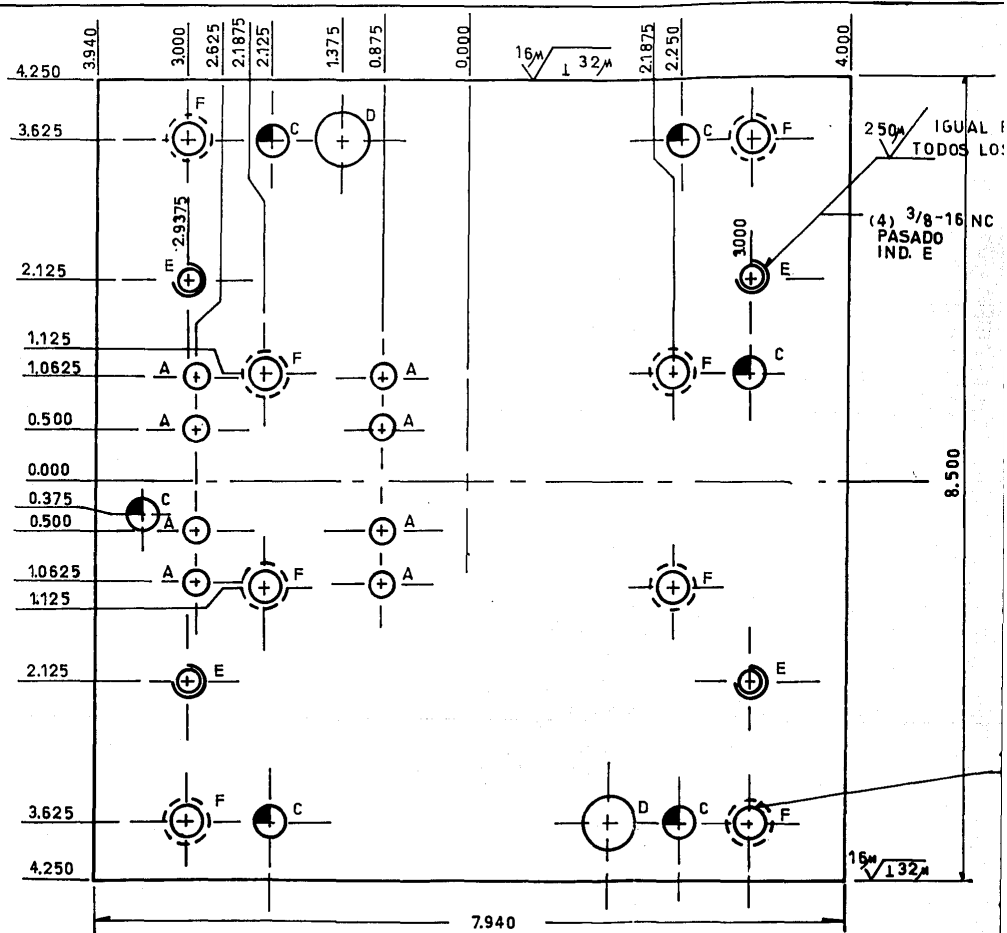 3.940
3.000
2.625
2.1875
2.125
1.375
0.875
0.000
2.1875
2.250
4.000
4.250
16µ 32µ
F C D C F
3.625
250µ IGUAL E
TODOS LOS
2.9375
3.000
(4) 3/8-16 NC
PASADO
IND. E
2.125
E E
1.125
1.0625
A F A F C
0.500
A A
0.000
8.500
0.375
C
0.500
A A
1.0625
A F A F
1.125
2.125
E E
3.625
F C D C F
4.250
16µ 32µ
7.940